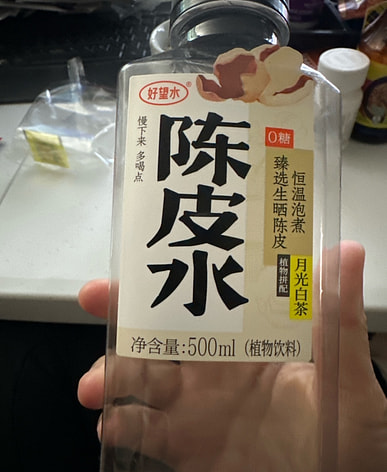 好望水®
慢下来 多喝点
陈皮水
0糖
恒温泡煮
臻选生晒陈皮
植物拼配
月光白茶
净含量:500ml (植物饮料)